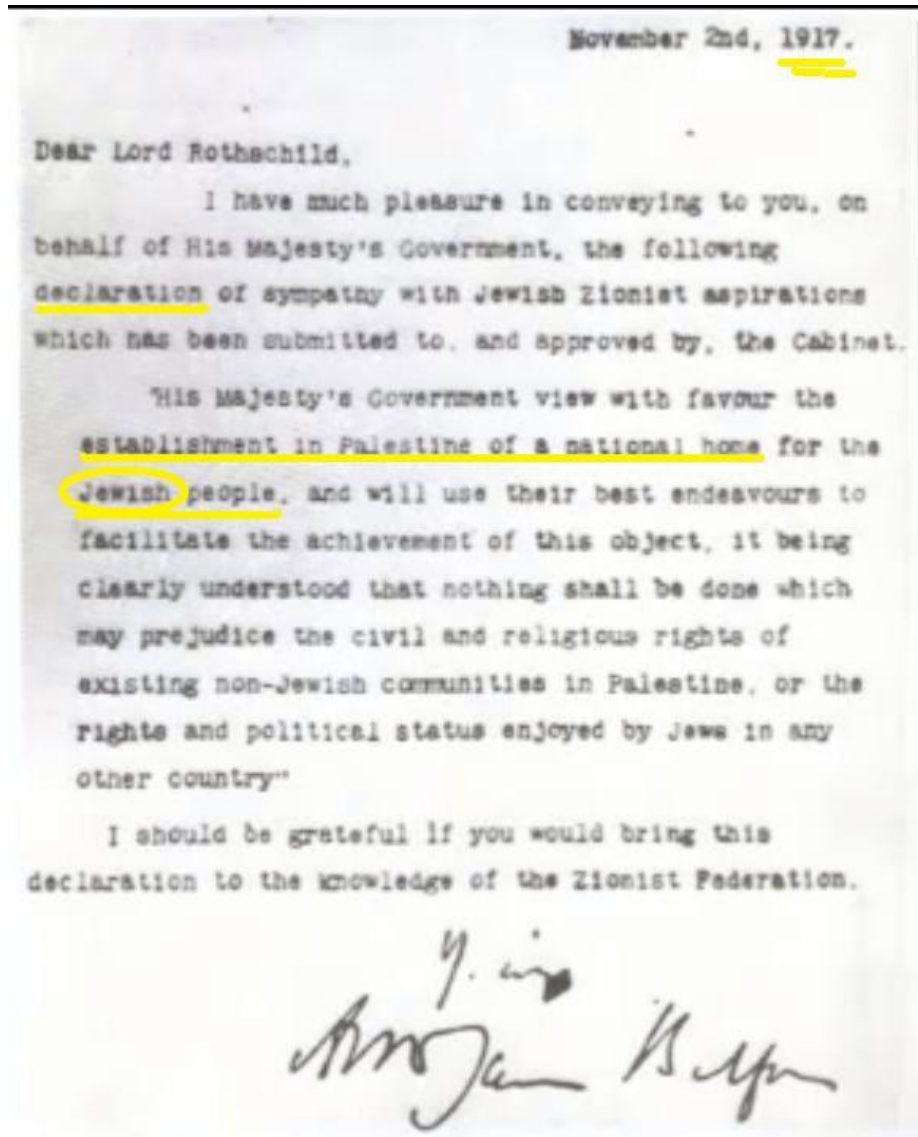 November 2nd, 1917.
Dear Lord Rothschild,
I have much pleasure in conveying to you, on
behalf of His Majesty's Government, the following
declaration of sympathy with Jewish Zionist aspirations
which has been submitted to, and approved by, the Cabinet.
"His Majesty's Government view with favour the
establishment in Palestine of a national home for the
Jewish people, and will use their best endeavours to
facilitate the achievement of this object, it being
clearly understood that nothing shall be done which
may prejudice the civil and religious rights of
existing non-Jewish communities in Palestine, or the
rights and political status enjoyed by Jews in any
other country"
I should be grateful if you would bring this
declaration to the knowledge of the Zionist Federation.